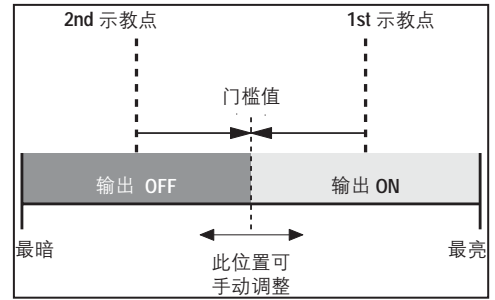 2nd 示教点
1st 示教点
门槛值
输出 OFF
输出 ON
最暗
最亮
此位置可
手动调整